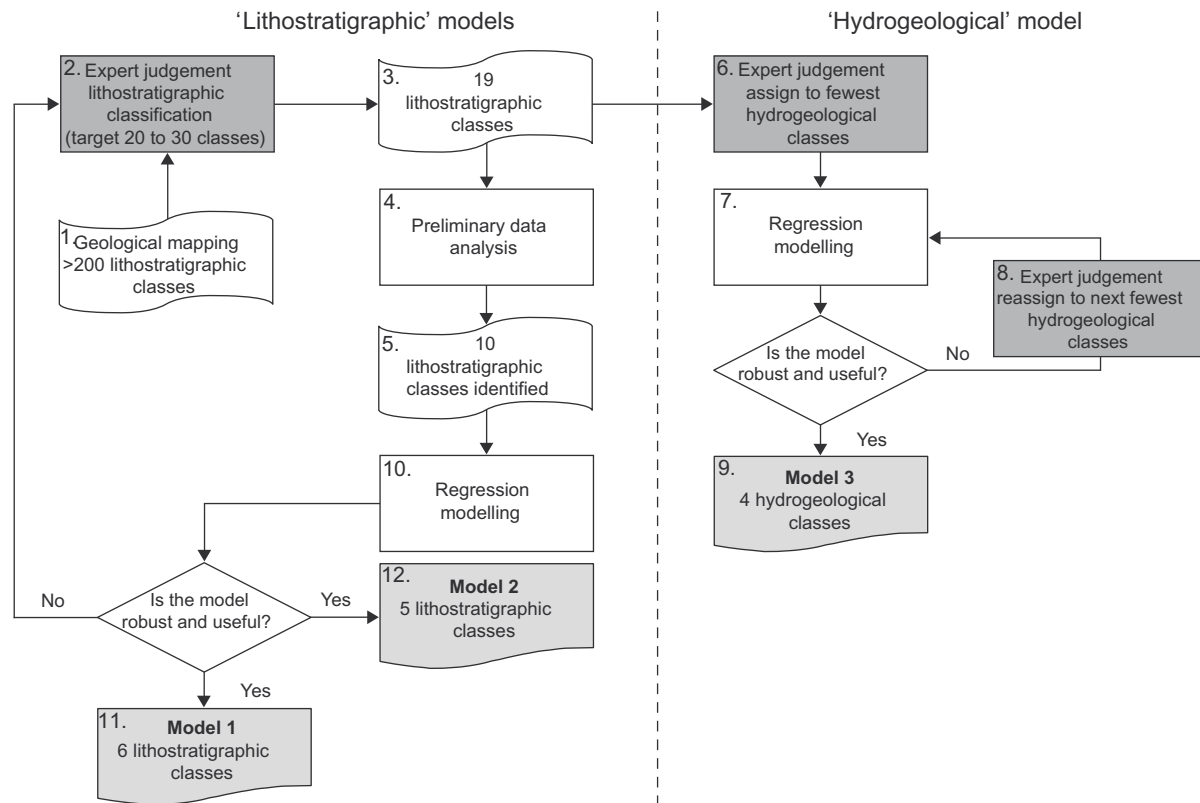 'Lithostratigraphic' models
'Hydrogeological' model
2. Expert judgement
lithostratigraphic
classification
(target 20 to 30 classes)
3. 19
lithostratigraphic
classes
6. Expert judgement
assign to fewest
hydrogeological
classes
1. Geological mapping
>200 lithostratigraphic
classes
4.
Preliminary data
analysis
7.
Regression
modelling
8. Expert judgement
reassign to next fewest
hydrogeological
classes
5. 10
lithostratigraphic
classes identified
Is the model
robust and useful?
No
Yes
9. Model 3
4 hydrogeological
classes
10.
Regression
modelling
Is the model
robust and useful?
No
Yes
Yes
12. Model 2
5 lithostratigraphic
classes
11. Model 1
6 lithostratigraphic
classes